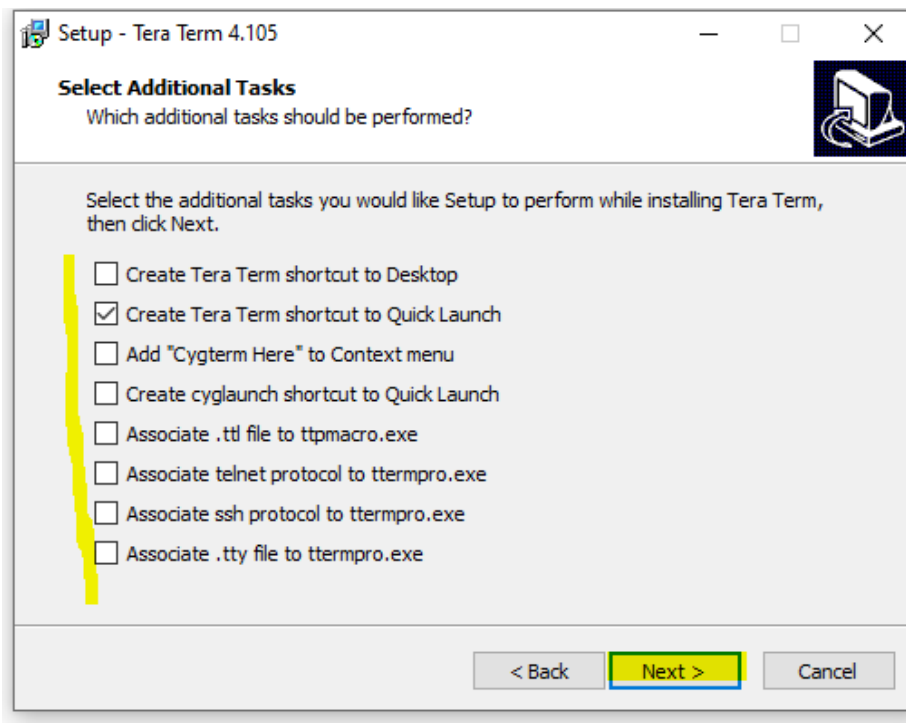 Setup - Tera Term 4.105
Select Additional Tasks
Which additional tasks should be performed?
Select the additional tasks you would like Setup to perform while installing Tera Term,
then click Next.
Create Tera Term shortcut to Desktop
Create Tera Term shortcut to Quick Launch
Add "Cygterm Here" to Context menu
Create cyglaunch shortcut to Quick Launch
Associate .ttl file to ttpmacro.exe
Associate telnet protocol to ttermpro.exe
Associate ssh protocol to ttermpro.exe
Associate .tty file to ttermpro.exe
< Back Next > Cancel